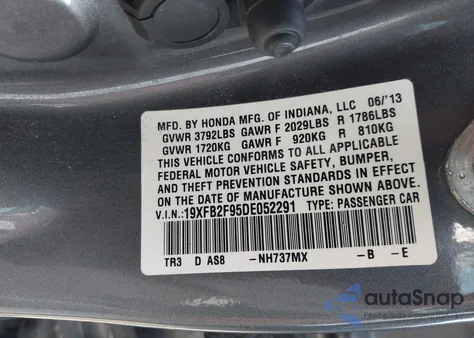 MFD. BY HONDA MFG. OF INDIANA, LLC 06/'13
GVWR 3792LBS GAWR F 2029LBS R 1786LBS
GVWR 1720KG GAWR F 920KG R 810KG
THIS VEHICLE CONFORMS TO ALL APPLICABLE
FEDERAL MOTOR VEHICLE SAFETY, BUMPER,
AND THEFT PREVENTION STANDARDS IN EFFECT
ON THE DATE OF MANUFACTURE SHOWN ABOVE.
V.I.N.:19XFB2F95DE052291 TYPE: PASSENGER CAR
TR3 D AS8 -NH737MX -B -E
autoSnap